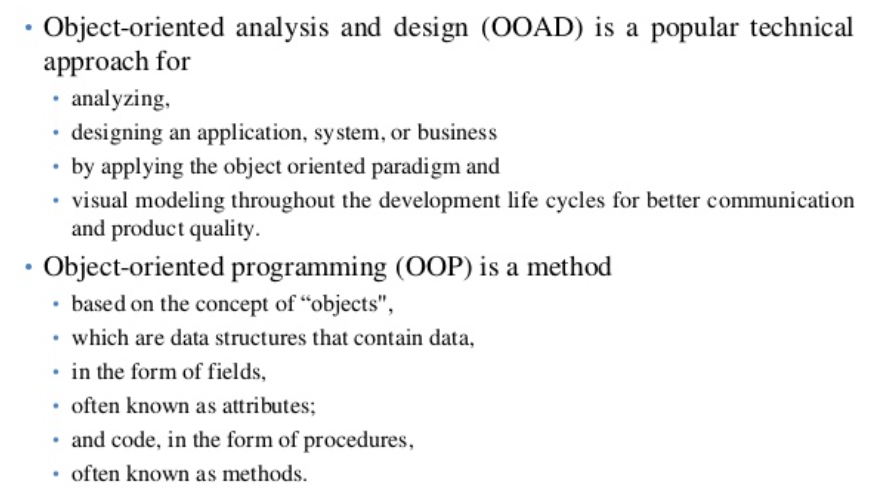 • Object-oriented analysis and design (OOAD) is a popular technical
approach for
• analyzing,
• designing an application, system, or business
• by applying the object oriented paradigm and
• visual modeling throughout the development life cycles for better communication
and product quality.
• Object-oriented programming (OOP) is a method
• based on the concept of “objects",
• which are data structures that contain data,
• in the form of fields,
• often known as attributes;
• and code, in the form of procedures,
• often known as methods.